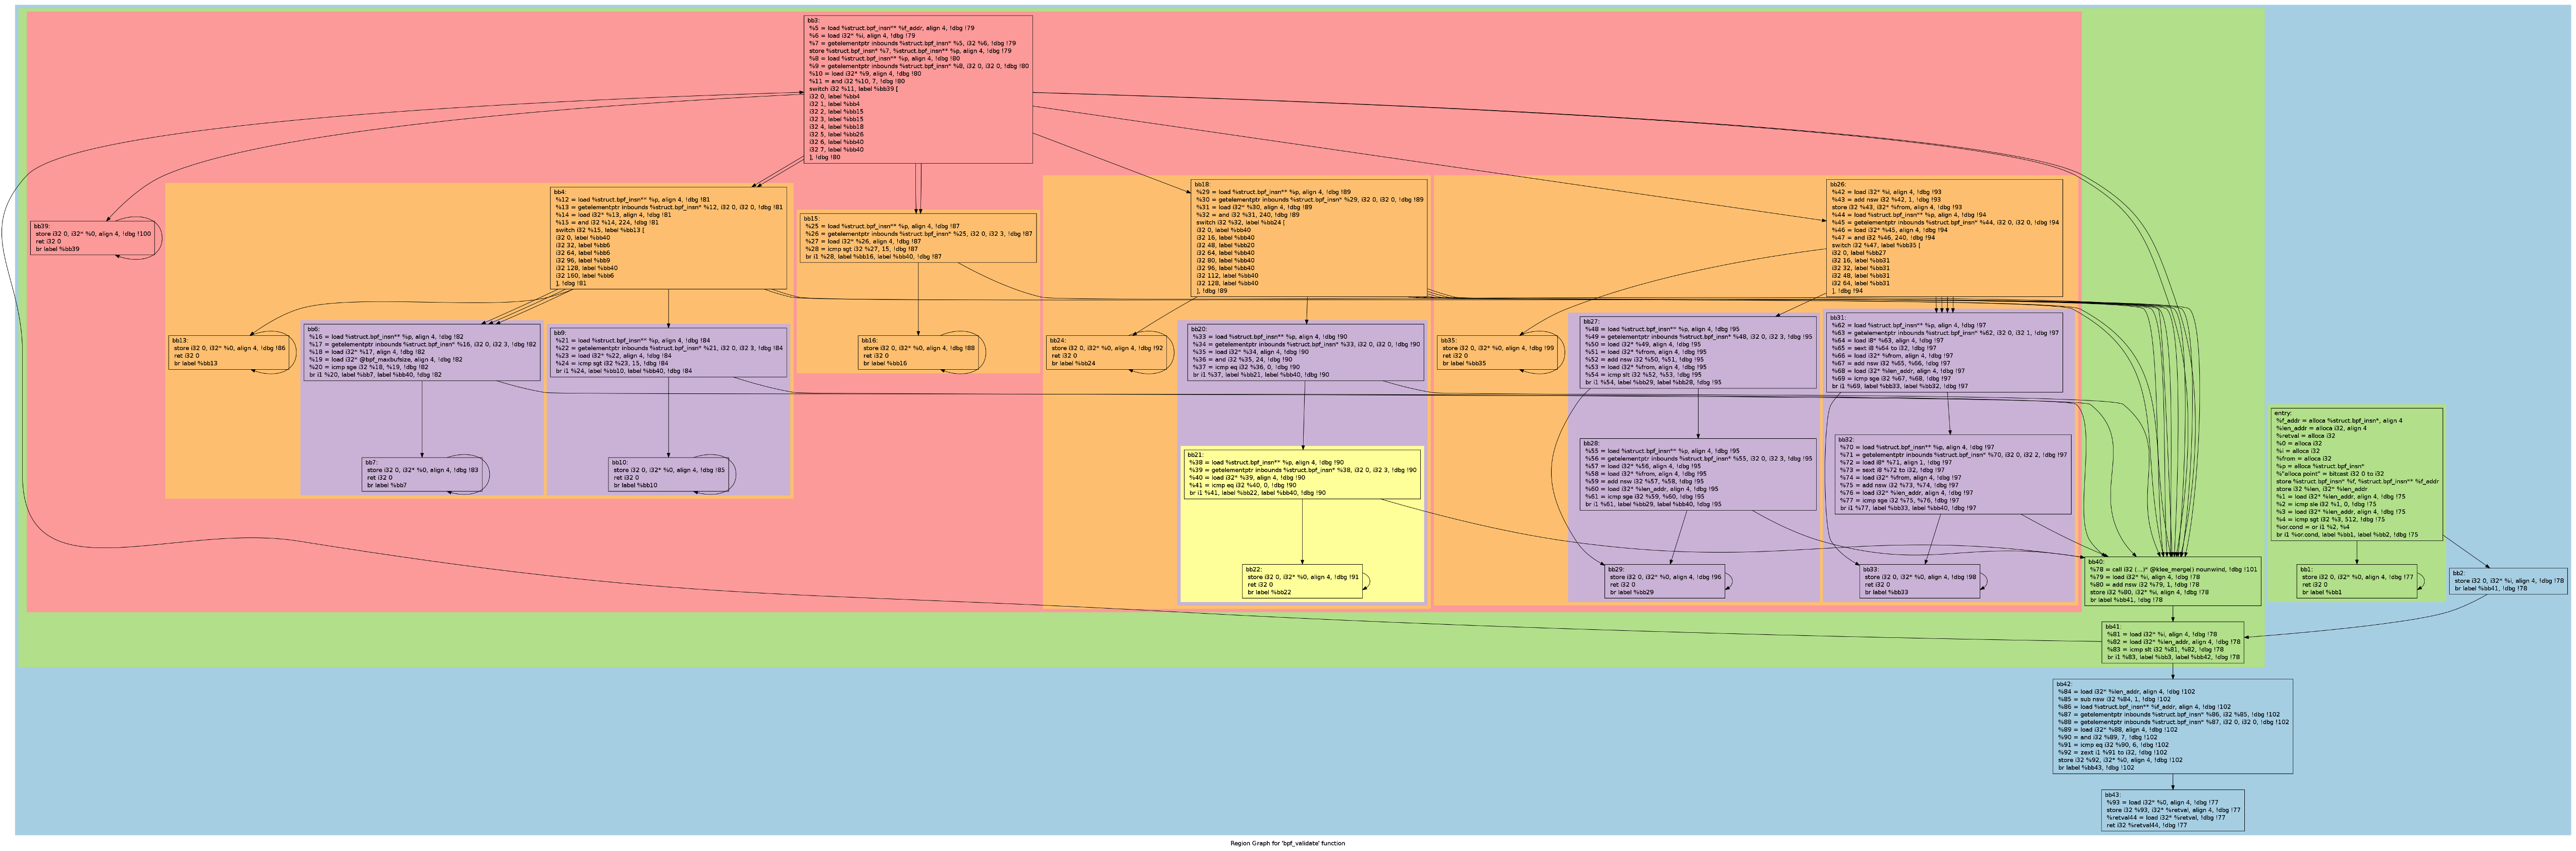 bb3:
%5 = load %struct.bpf_insn** %f_addr, align 4, !dbg !79
%6 = load i32* %i, align 4, !dbg !79
%7 = getelementptr inbounds %struct.bpf_insn* %5, i32 %6, !dbg !79
store %struct.bpf_insn* %7, %struct.bpf_insn** %p, align 4, !dbg !79
%8 = load %struct.bpf_insn** %p, align 4, !dbg !80
%9 = getelementptr inbounds %struct.bpf_insn* %8, i32 0, i32 0, !dbg !80
%10 = load i32* %9, align 4, !dbg !80
%11 = and i32 %10, 7, !dbg !80
switch i32 %11, label %bb39 [
i32 0, label %bb4
i32 1, label %bb4
i32 2, label %bb15
i32 3, label %bb15
i32 4, label %bb18
i32 5, label %bb26
i32 6, label %bb40
i32 7, label %bb40
], !dbg !80
bb39:
store i32 0, i32* %0, align 4, !dbg !100
ret i32 0
br label %bb39
bb4:
%12 = load %struct.bpf_insn** %p, align 4, !dbg !81
%13 = getelementptr inbounds %struct.bpf_insn* %12, i32 0, i32 0, !dbg !81
%14 = load i32* %13, align 4, !dbg !81
%15 = and i32 %14, 224, !dbg !81
switch i32 %15, label %bb13 [
i32 0, label %bb40
i32 32, label %bb6
i32 64, label %bb6
i32 96, label %bb9
i32 128, label %bb40
i32 160, label %bb6
], !dbg !81
bb15:
%25 = load %struct.bpf_insn** %p, align 4, !dbg !87
%26 = getelementptr inbounds %struct.bpf_insn* %25, i32 0, i32 3, !dbg !87
%27 = load i32* %26, align 4, !dbg !87
%28 = icmp sgt i32 %27, 15, !dbg !87
br i1 %28, label %bb16, label %bb40, !dbg !87
bb18:
%29 = load %struct.bpf_insn** %p, align 4, !dbg !89
%30 = getelementptr inbounds %struct.bpf_insn* %29, i32 0, i32 0, !dbg !89
%31 = load i32* %30, align 4, !dbg !89
%32 = and i32 %31, 240, !dbg !89
switch i32 %32, label %bb24 [
i32 0, label %bb40
i32 16, label %bb40
i32 48, label %bb20
i32 64, label %bb40
i32 80, label %bb40
i32 96, label %bb40
i32 112, label %bb40
i32 128, label %bb40
], !dbg !89
bb26:
%42 = load i32* %i, align 4, !dbg !93
%43 = add nsw i32 %42, 1, !dbg !93
store i32 %43, i32* %from, align 4, !dbg !93
%44 = load %struct.bpf_insn** %p, align 4, !dbg !94
%45 = getelementptr inbounds %struct.bpf_insn* %44, i32 0, i32 0, !dbg !94
%46 = load i32* %45, align 4, !dbg !94
%47 = and i32 %46, 240, !dbg !94
switch i32 %47, label %bb35 [
i32 0, label %bb27
i32 16, label %bb31
i32 32, label %bb31
i32 48, label %bb31
i32 64, label %bb31
], !dbg !94
bb13:
store i32 0, i32* %0, align 4, !dbg !86
ret i32 0
br label %bb13
bb6:
%16 = load %struct.bpf_insn** %p, align 4, !dbg !82
%17 = getelementptr inbounds %struct.bpf_insn* %16, i32 0, i32 3, !dbg !82
%18 = load i32* %17, align 4, !dbg !82
%19 = load i32* @bpf_maxbufsize, align 4, !dbg !82
%20 = icmp sge i32 %18, %19, !dbg !82
br i1 %20, label %bb7, label %bb40, !dbg !82
bb9:
%21 = load %struct.bpf_insn** %p, align 4, !dbg !84
%22 = getelementptr inbounds %struct.bpf_insn* %21, i32 0, i32 3, !dbg !84
%23 = load i32* %22, align 4, !dbg !84
%24 = icmp sgt i32 %23, 15, !dbg !84
br i1 %24, label %bb10, label %bb40, !dbg !84
bb16:
store i32 0, i32* %0, align 4, !dbg !88
ret i32 0
br label %bb16
bb24:
store i32 0, i32* %0, align 4, !dbg !92
ret i32 0
br label %bb24
bb20:
%33 = load %struct.bpf_insn** %p, align 4, !dbg !90
%34 = getelementptr inbounds %struct.bpf_insn* %33, i32 0, i32 0, !dbg !90
%35 = load i32* %34, align 4, !dbg !90
%36 = and i32 %35, 24, !dbg !90
%37 = icmp eq i32 %36, 0, !dbg !90
br i1 %37, label %bb21, label %bb40, !dbg !90
bb35:
store i32 0, i32* %0, align 4, !dbg !99
ret i32 0
br label %bb35
bb27:
%48 = load %struct.bpf_insn** %p, align 4, !dbg !95
%49 = getelementptr inbounds %struct.bpf_insn* %48, i32 0, i32 3, !dbg !95
%50 = load i32* %49, align 4, !dbg !95
%51 = load i32* %from, align 4, !dbg !95
%52 = add nsw i32 %50, %51, !dbg !95
%53 = load i32* %from, align 4, !dbg !95
%54 = icmp slt i32 %52, %53, !dbg !95
br i1 %54, label %bb29, label %bb28, !dbg !95
bb31:
%62 = load %struct.bpf_insn** %p, align 4, !dbg !97
%63 = getelementptr inbounds %struct.bpf_insn* %62, i32 0, i32 1, !dbg !97
%64 = load i8* %63, align 4, !dbg !97
%65 = sext i8 %64 to i32, !dbg !97
%66 = load i32* %from, align 4, !dbg !97
%67 = add nsw i32 %65, %66, !dbg !97
%68 = load i32* %len_addr, align 4, !dbg !97
%69 = icmp sge i32 %67, %68, !dbg !97
br i1 %69, label %bb33, label %bb32, !dbg !97
entry:
%f_addr = alloca %struct.bpf_insn*, align 4
%len_addr = alloca i32, align 4
%retval = alloca i32
%0 = alloca i32
%i = alloca i32
%from = alloca i32
%p = alloca %struct.bpf_insn*
%"alloca point" = bitcast i32 0 to i32
store %struct.bpf_insn* %f, %struct.bpf_insn** %f_addr
store i32 %len, i32* %len_addr
%1 = load i32* %len_addr, align 4, !dbg !75
%2 = icmp sle i32 %1, 0, !dbg !75
%3 = load i32* %len_addr, align 4, !dbg !75
%4 = icmp sgt i32 %3, 512, !dbg !75
%or.cond = or i1 %2, %4
br i1 %or.cond, label %bb1, label %bb2, !dbg !75
bb7:
store i32 0, i32* %0, align 4, !dbg !83
ret i32 0
br label %bb7
bb10:
store i32 0, i32* %0, align 4, !dbg !85
ret i32 0
br label %bb10
bb21:
%38 = load %struct.bpf_insn** %p, align 4, !dbg !90
%39 = getelementptr inbounds %struct.bpf_insn* %38, i32 0, i32 3, !dbg !90
%40 = load i32* %39, align 4, !dbg !90
%41 = icmp eq i32 %40, 0, !dbg !90
br i1 %41, label %bb22, label %bb40, !dbg !90
bb28:
%55 = load %struct.bpf_insn** %p, align 4, !dbg !95
%56 = getelementptr inbounds %struct.bpf_insn* %55, i32 0, i32 3, !dbg !95
%57 = load i32* %56, align 4, !dbg !95
%58 = load i32* %from, align 4, !dbg !95
%59 = add nsw i32 %57, %58, !dbg !95
%60 = load i32* %len_addr, align 4, !dbg !95
%61 = icmp sge i32 %59, %60, !dbg !95
br i1 %61, label %bb29, label %bb40, !dbg !95
bb32:
%70 = load %struct.bpf_insn** %p, align 4, !dbg !97
%71 = getelementptr inbounds %struct.bpf_insn* %70, i32 0, i32 2, !dbg !97
%72 = load i8* %71, align 1, !dbg !97
%73 = sext i8 %72 to i32, !dbg !97
%74 = load i32* %from, align 4, !dbg !97
%75 = add nsw i32 %73, %74, !dbg !97
%76 = load i32* %len_addr, align 4, !dbg !97
%77 = icmp sge i32 %75, %76, !dbg !97
br i1 %77, label %bb33, label %bb40, !dbg !97
bb22:
store i32 0, i32* %0, align 4, !dbg !91
ret i32 0
br label %bb22
bb29:
store i32 0, i32* %0, align 4, !dbg !96
ret i32 0
br label %bb29
bb33:
store i32 0, i32* %0, align 4, !dbg !98
ret i32 0
br label %bb33
bb40:
%78 = call i32 (...)* @klee_merge() nounwind, !dbg !101
%79 = load i32* %i, align 4, !dbg !78
%80 = add nsw i32 %79, 1, !dbg !78
store i32 %80, i32* %i, align 4, !dbg !78
br label %bb41, !dbg !78
bb1:
store i32 0, i32* %0, align 4, !dbg !77
ret i32 0
br label %bb1
bb2:
store i32 0, i32* %i, align 4, !dbg !78
br label %bb41, !dbg !78
bb41:
%81 = load i32* %i, align 4, !dbg !78
%82 = load i32* %len_addr, align 4, !dbg !78
%83 = icmp slt i32 %81, %82, !dbg !78
br i1 %83, label %bb3, label %bb42, !dbg !78
bb42:
%84 = load i32* %len_addr, align 4, !dbg !102
%85 = sub nsw i32 %84, 1, !dbg !102
%86 = load %struct.bpf_insn** %f_addr, align 4, !dbg !102
%87 = getelementptr inbounds %struct.bpf_insn* %86, i32 %85, !dbg !102
%88 = getelementptr inbounds %struct.bpf_insn* %87, i32 0, i32 0, !dbg !102
%89 = load i32* %88, align 4, !dbg !102
%90 = and i32 %89, 7, !dbg !102
%91 = icmp eq i32 %90, 6, !dbg !102
%92 = zext i1 %91 to i32, !dbg !102
store i32 %92, i32* %0, align 4, !dbg !102
br label %bb43, !dbg !102
bb43:
%93 = load i32* %0, align 4, !dbg !77
store i32 %93, i32* %retval, align 4, !dbg !77
%retval44 = load i32* %retval, !dbg !77
ret i32 %retval44, !dbg !77
Region Graph for 'bpf_validate' function